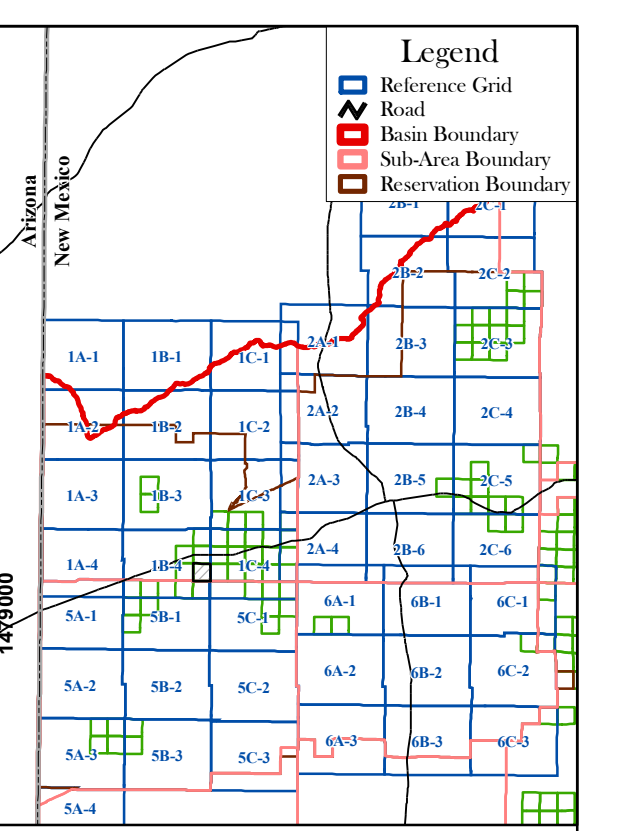 Legend
Reference Grid
Road
Basin Boundary
Sub-Area Boundary
Reservation Boundary
Arizona
New Mexico
2B-1 2C-1
2B-2 2C-2
2A-1 2B-3 2C-3
1A-1 1B-1 1C-1
2A-2 2B-4 2C-4
1A-2 1B-2 1C-2
2A-3 2B-5 2C-5
1A-3 1B-3 1C-3
2A-4 2B-6 2C-6
1A-4 1B-4 1C-4
6A-1 6B-1 6C-1
5A-1 5B-1 5C-1
6A-2 6B-2 6C-2
5A-2 5B-2 5C-2
6A-3 6B-3 6C-3
5A-3 5B-3 5C-3
5A-4
1479000